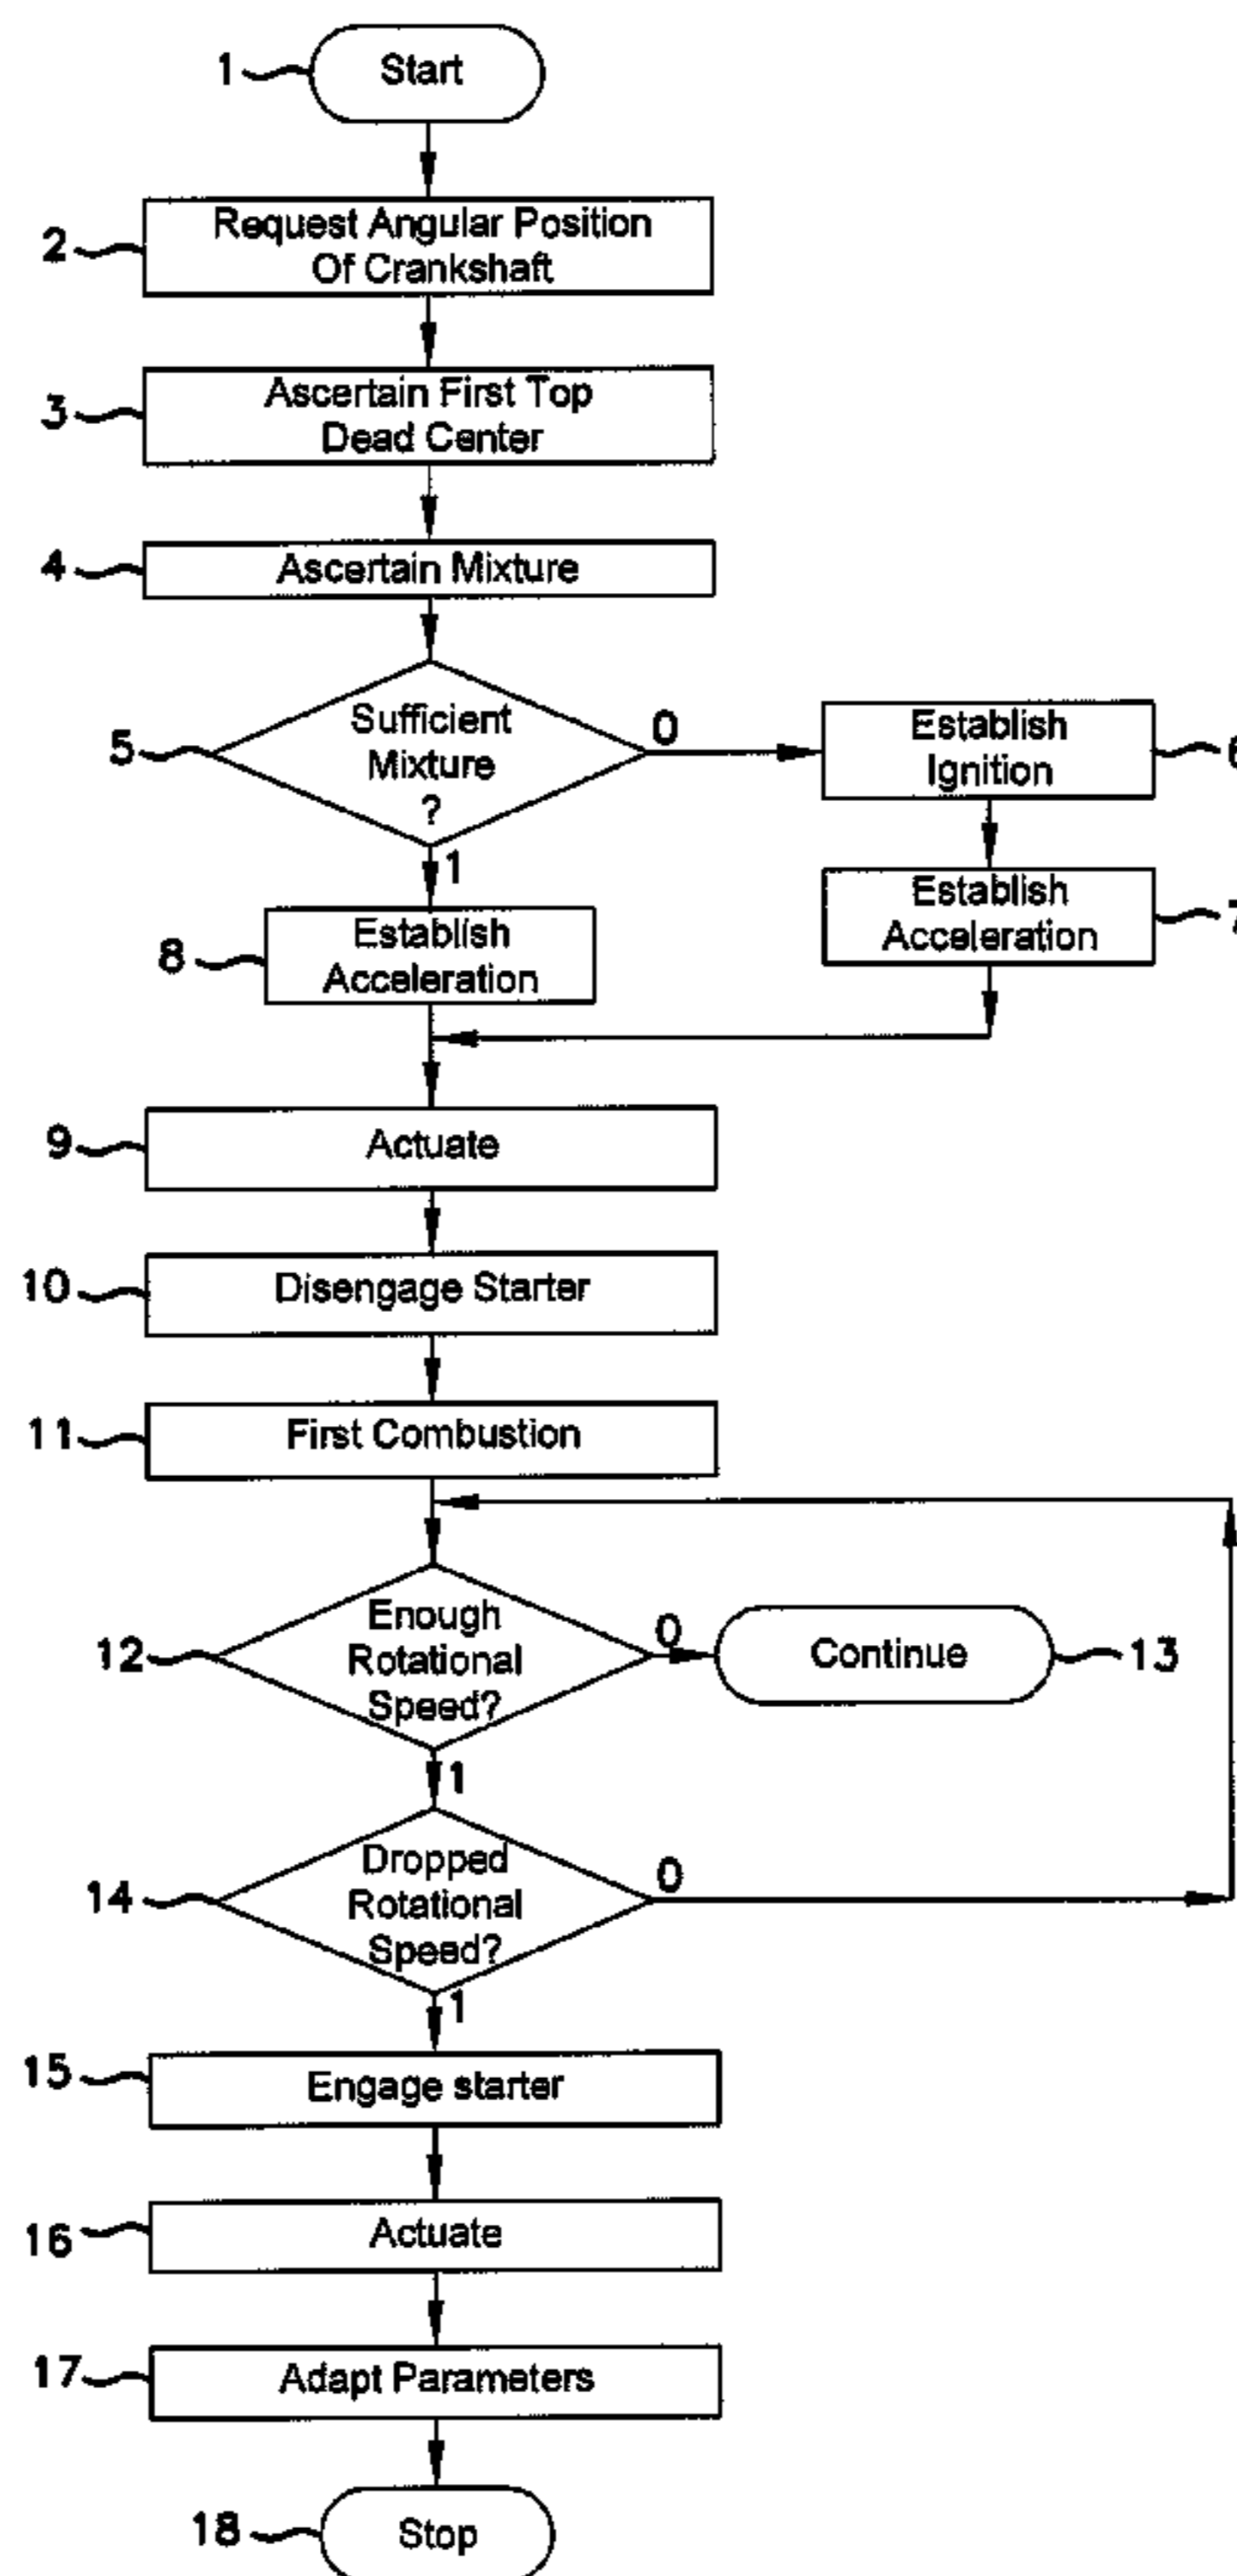 1
Start
2
Request Angular Position
Of Crankshaft
3
Ascertain First Top
Dead Center
4
Ascertain Mixture
5
Sufficient
Mixture
?
0
1
Establish
Ignition
6
Establish
Acceleration
7
8
Establish
Acceleration
9
Actuate
10
Disengage Starter
11
First Combustion
12
Enough
Rotational
Speed?
0
Continue
13
1
14
Dropped
Rotational
Speed?
0
1
15
Engage starter
16
Actuate
17
Adapt Parameters
18
Stop